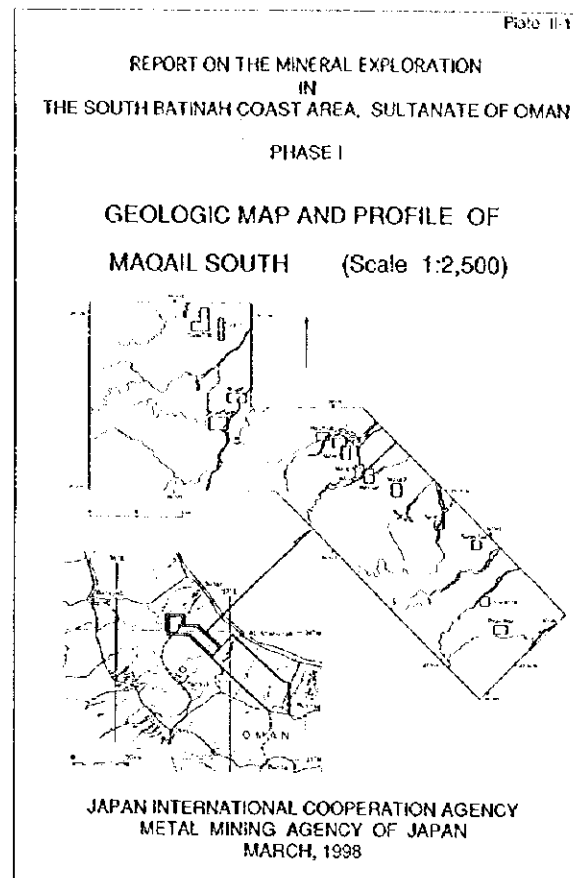 Plate II-1
REPORT ON THE MINERAL EXPLORATION
IN
THE SOUTH BATINAH COAST AREA, SULTANATE OF OMAN
PHASE I
GEOLOGIC MAP AND PROFILE OF
MAQAIL SOUTH (Scale 1:2,500)
OMAN
JAPAN INTERNATIONAL COOPERATION AGENCY
METAL MINING AGENCY OF JAPAN
MARCH, 1998